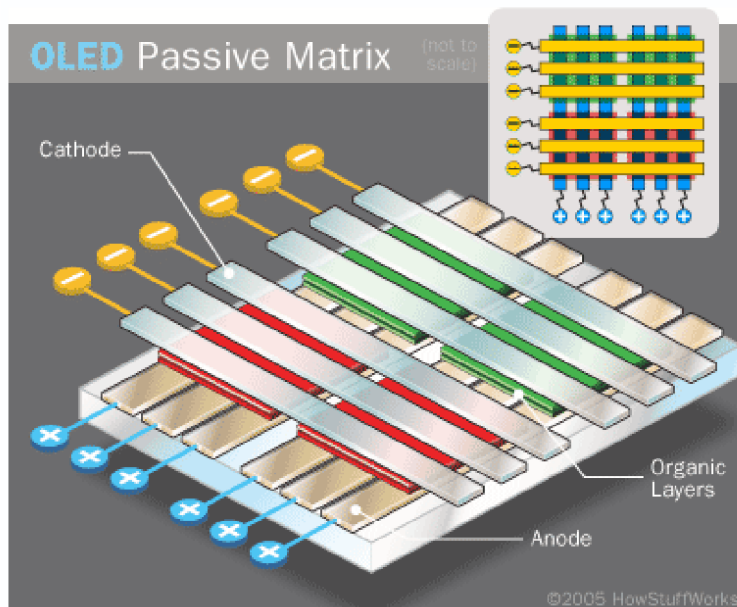 OLED Passive Matrix
(not to
scale)
Cathode
Organic
Layers
Anode
©2005 HowStuffWorks